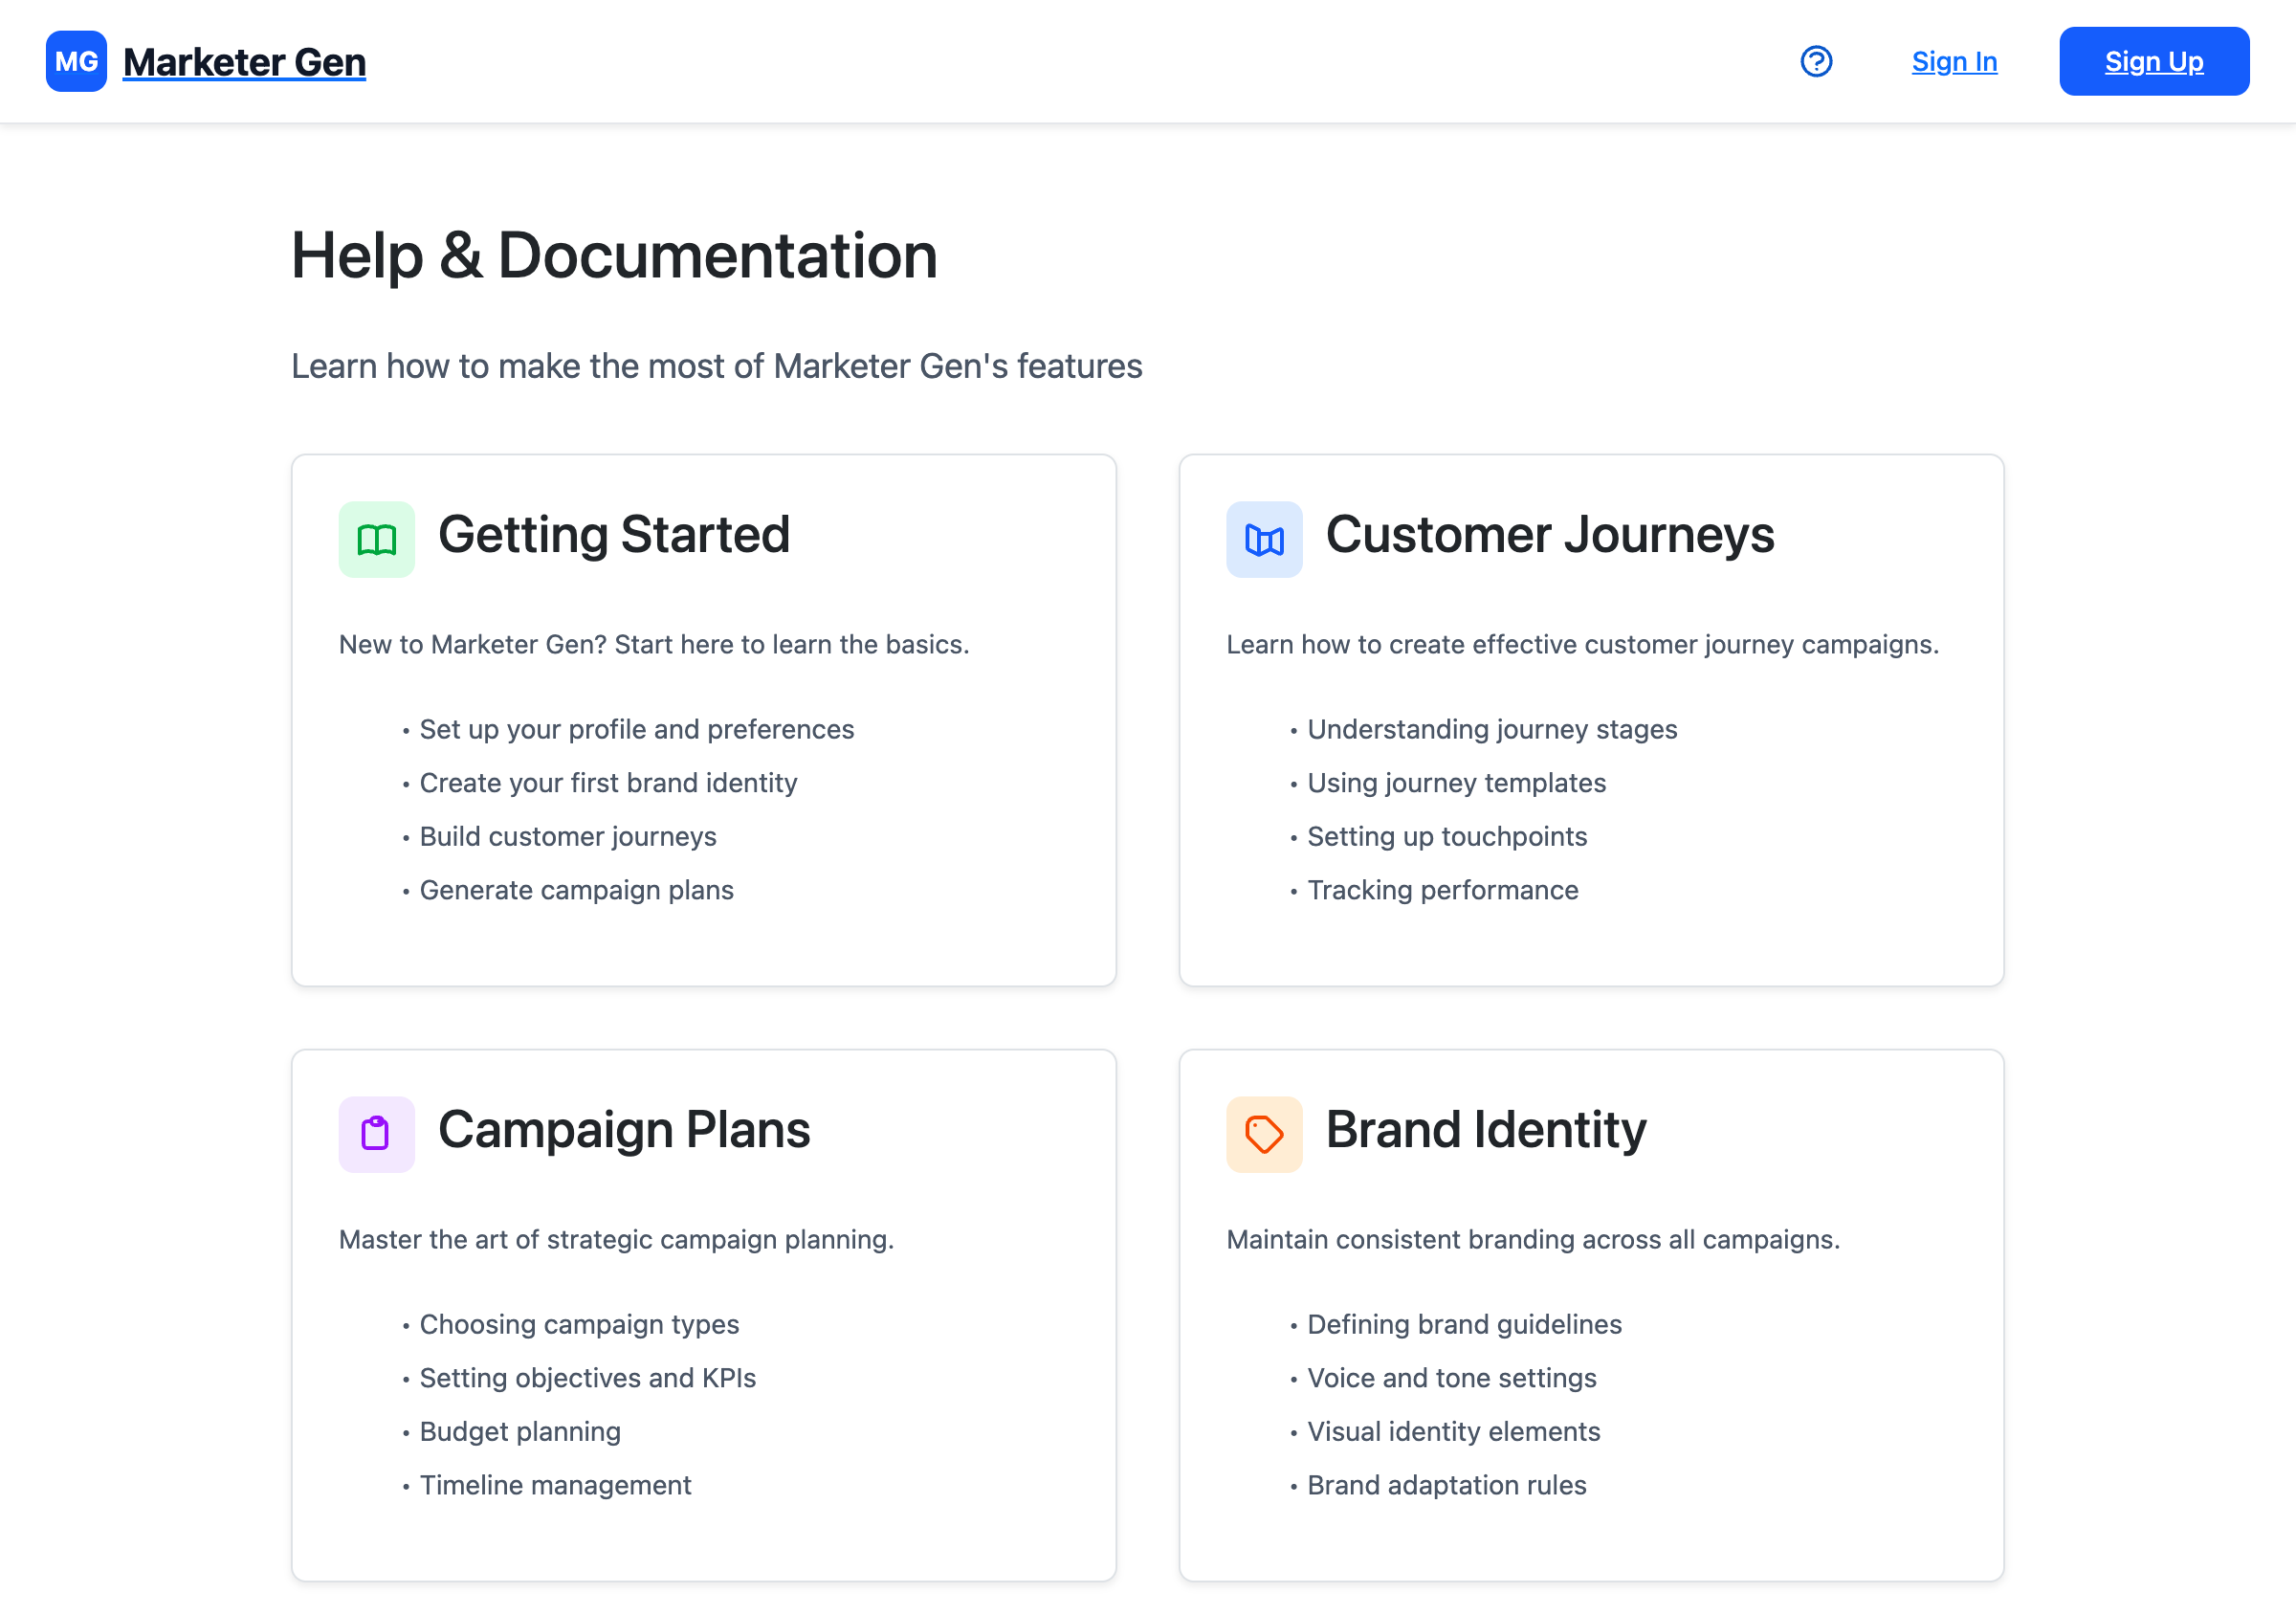 MG Marketer Gen
Sign In
Sign Up
Help & Documentation
Learn how to make the most of Marketer Gen's features
Getting Started
New to Marketer Gen? Start here to learn the basics.
• Set up your profile and preferences
• Create your first brand identity
• Build customer journeys
• Generate campaign plans
Customer Journeys
Learn how to create effective customer journey campaigns.
• Understanding journey stages
• Using journey templates
• Setting up touchpoints
• Tracking performance
Campaign Plans
Master the art of strategic campaign planning.
• Choosing campaign types
• Setting objectives and KPIs
• Budget planning
• Timeline management
Brand Identity
Maintain consistent branding across all campaigns.
• Defining brand guidelines
• Voice and tone settings
• Visual identity elements
• Brand adaptation rules